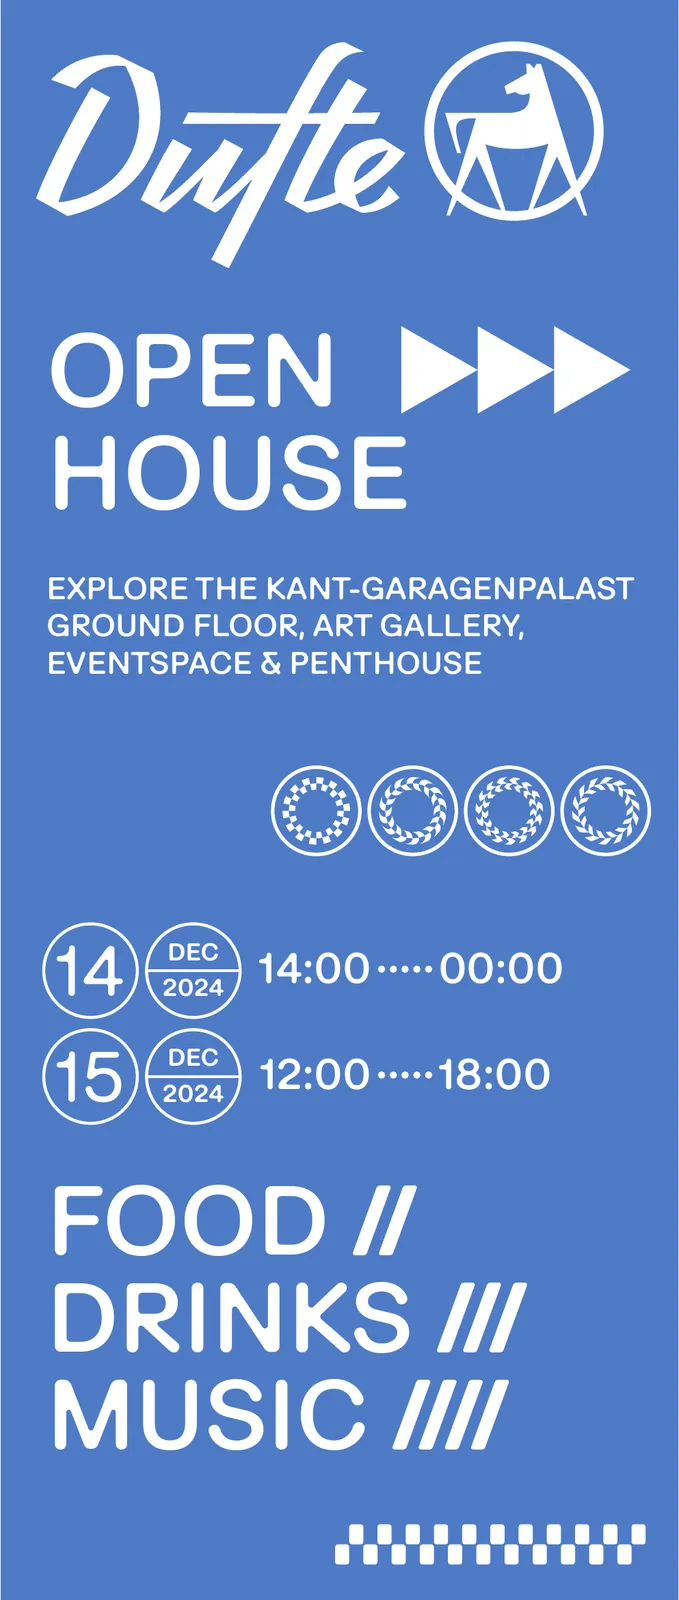 Dufte
OPEN
HOUSE
EXPLORE THE KANT-GARAGENPALAST
GROUND FLOOR, ART GALLERY,
EVENTSPACE & PENTHOUSE
14 DEC 2024 14:00 ····· 00:00
15 DEC 2024 12:00 ····· 18:00
FOOD //
DRINKS ///
MUSIC ////